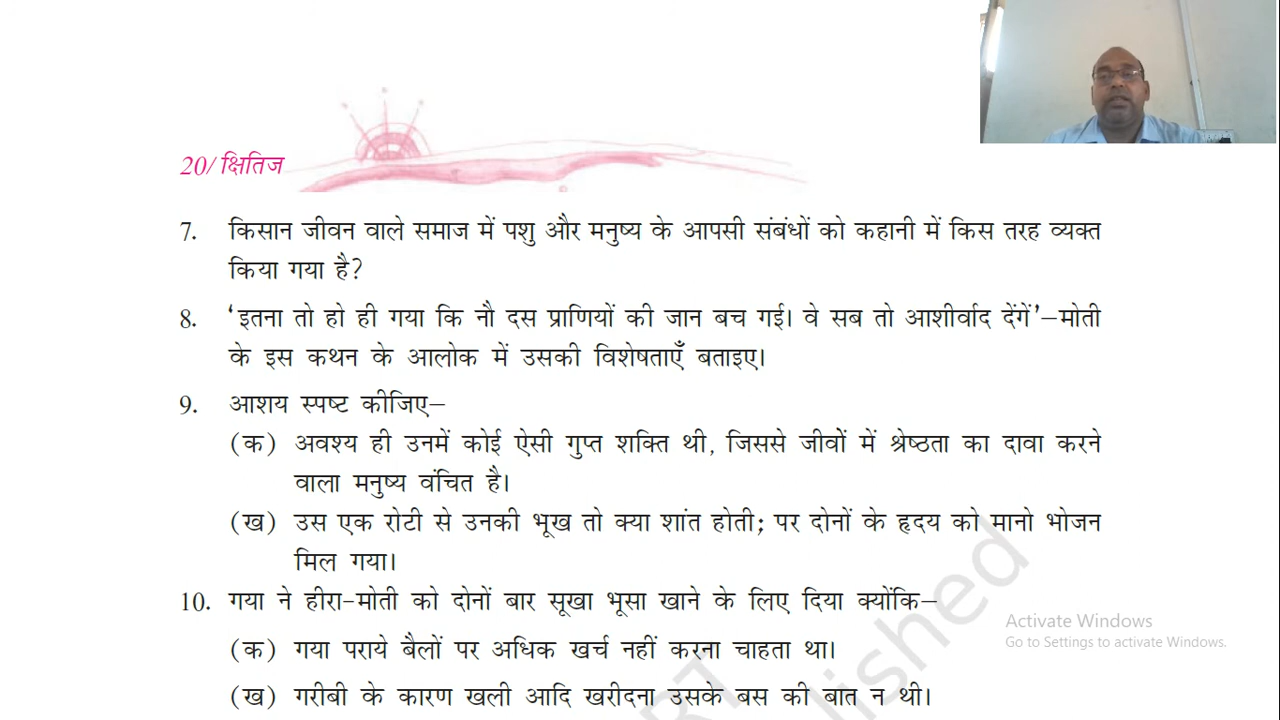 20/ क्षितिज
7. किसान जीवन वाले समाज में पशु और मनुष्य के आपसी संबंधों को कहानी में किस तरह व्यक्त
किया गया है?
8. ‘इतना तो हो ही गया कि नौ दस प्राणियों की जान बच गई। वे सब तो आशीर्वाद देंगें’–मोती
के इस कथन के आलोक में उसकी विशेषताएँ बताइए।
9. आशय स्पष्ट कीजिए–
(क) अवश्य ही उनमें कोई ऐसी गुप्त शक्ति थी, जिससे जीवों में श्रेष्ठता का दावा करने
वाला मनुष्य वंचित है।
(ख) उस एक रोटी से उनकी भूख तो क्या शांत होती; पर दोनों के हृदय को मानो भोजन
मिल गया।
10. गया ने हीरा-मोती को दोनों बार सूखा भूसा खाने के लिए दिया क्योंकि–
(क) गया पराये बैलों पर अधिक खर्च नहीं करना चाहता था।
(ख) गरीबी के कारण खली आदि खरीदना उसके बस की बात न थी।
Activate Windows
Go to Settings to activate Windows.